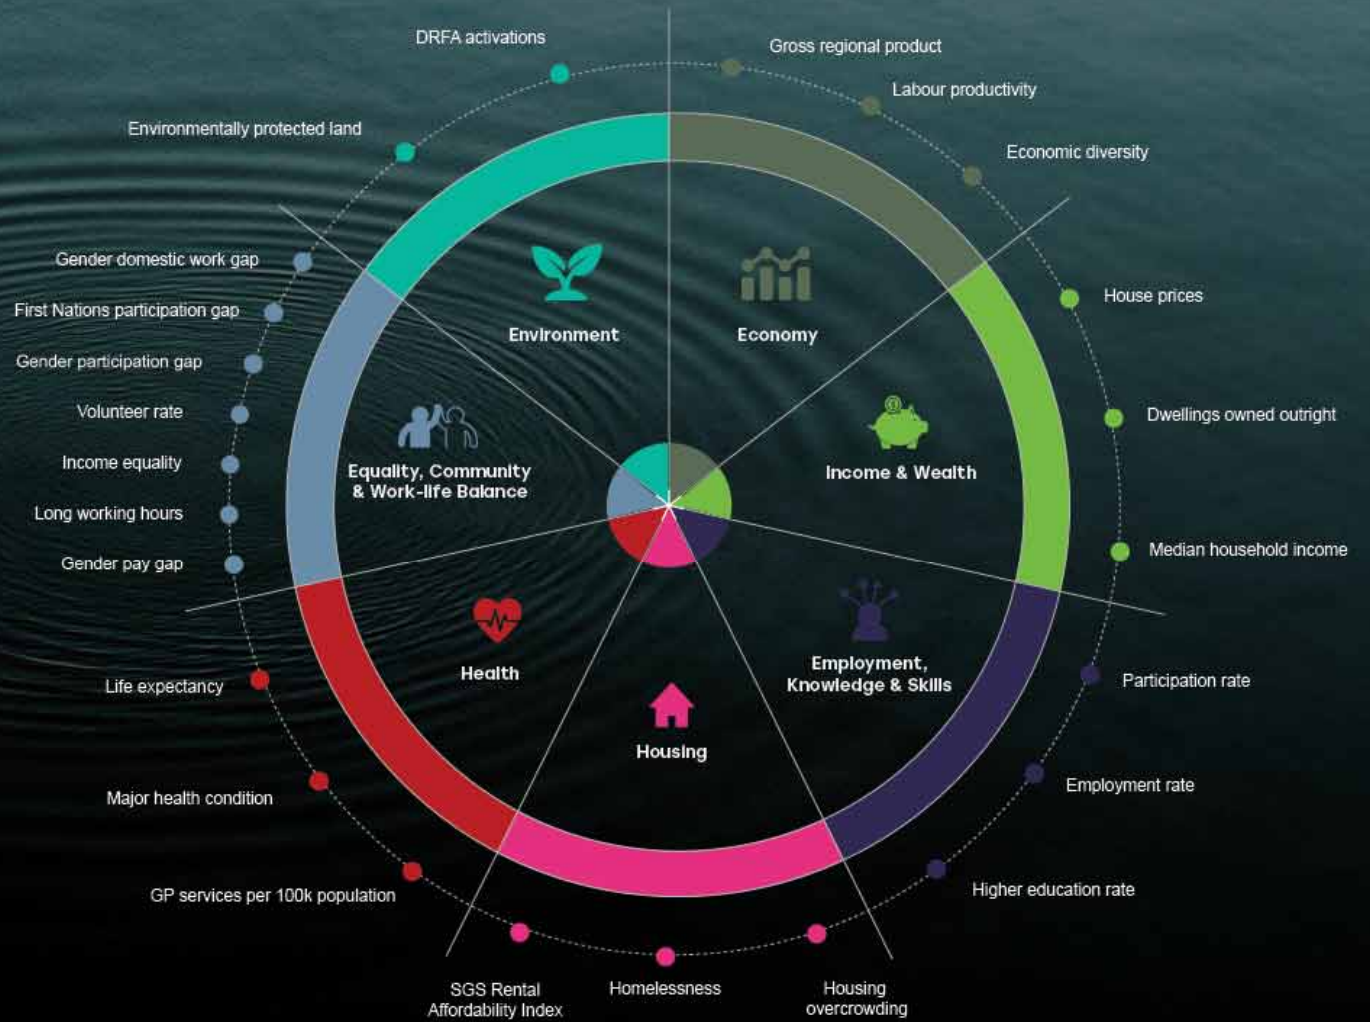 DRFA activations
Gross regional product
Labour productivity
Environmentally protected land
Economic diversity
Gender domestic work gap
First Nations participation gap
Gender participation gap
Volunteer rate
Income equality
Long working hours
Gender pay gap
House prices
Dwellings owned outright
Median household income
Environment
Economy
Equality, Community
& Work-life Balance
Income & Wealth
Health
Employment,
Knowledge & Skills
Housing
Life expectancy
Major health condition
GP services per 100k population
Participation rate
Employment rate
Higher education rate
SGS Rental
Affordability Index
Homelessness
Housing
overcrowding